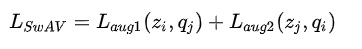 L_{SwAV} = L_{aug1}(z_i, q_j) + L_{aug2}(z_j, q_i)